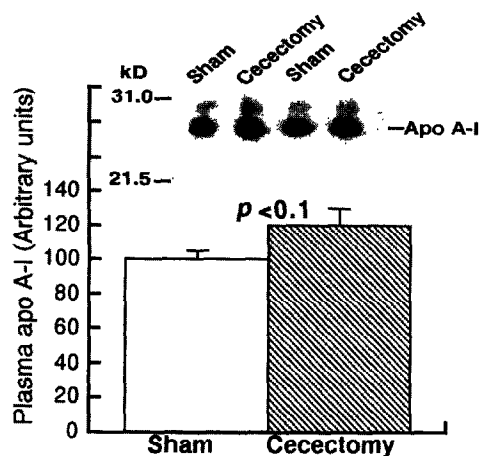 kD
Sham Cecectomy Sham Cecectomy
31.0
Apo A-I
21.5
Plasma apo A-I (Arbitrary units)
140
120
100
80
60
40
20
0
p <0.1
Sham Cecectomy